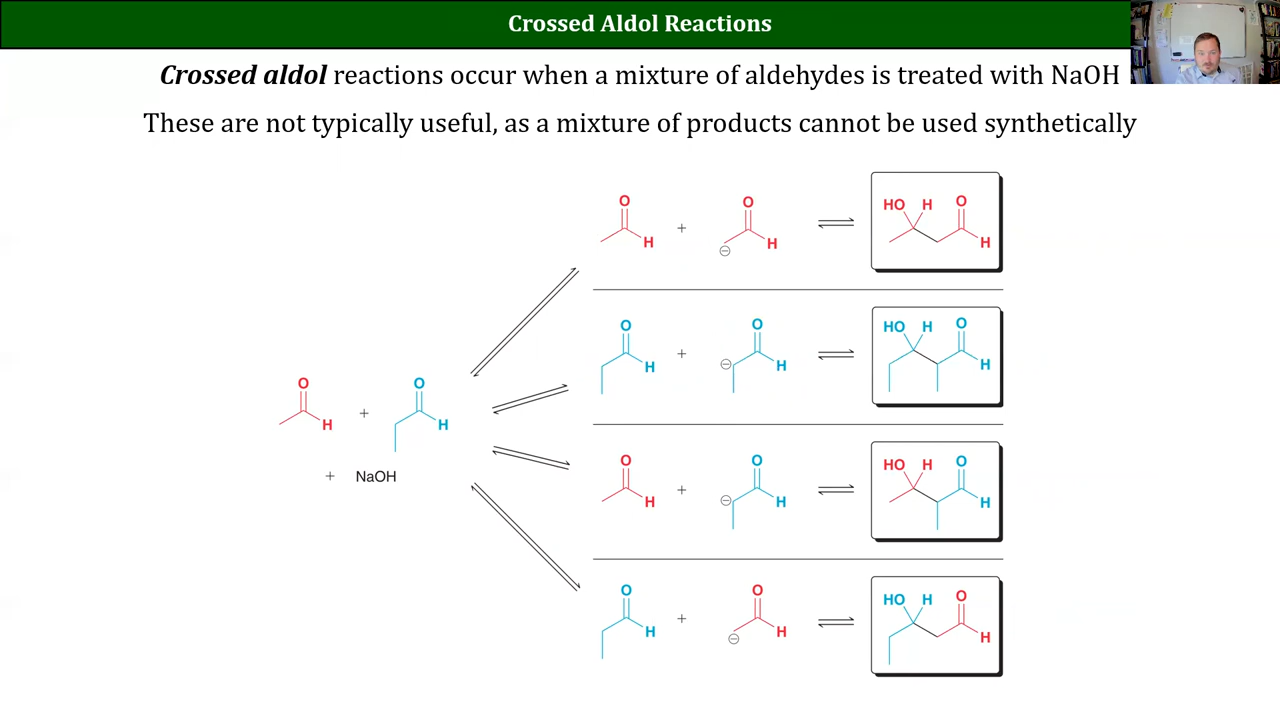 Crossed Aldol Reactions
Crossed aldol reactions occur when a mixture of aldehydes is treated with NaOH
These are not typically useful, as a mixture of products cannot be used synthetically
O H + O H ⊖ HO H O H
O H + O H ⊖ HO H O H
O H + O H
+ NaOH
O H + O H ⊖ HO H O H
O H + O H ⊖ HO H O H